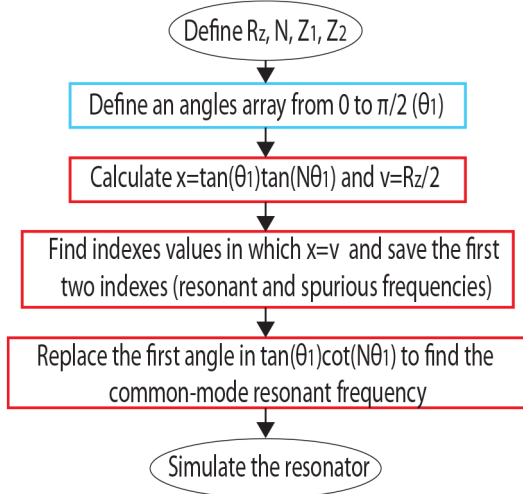 Define Rz, N, Z1, Z2
Define an angles array from 0 to π/2 (θ1)
Calculate x=tan(θ1)tan(Nθ1) and v=Rz/2
Find indexes values in which x=v and save the first
two indexes (resonant and spurious frequencies)
Replace the first angle in tan(θ1)cot(Nθ1) to find the
common-mode resonant frequency
Simulate the resonator